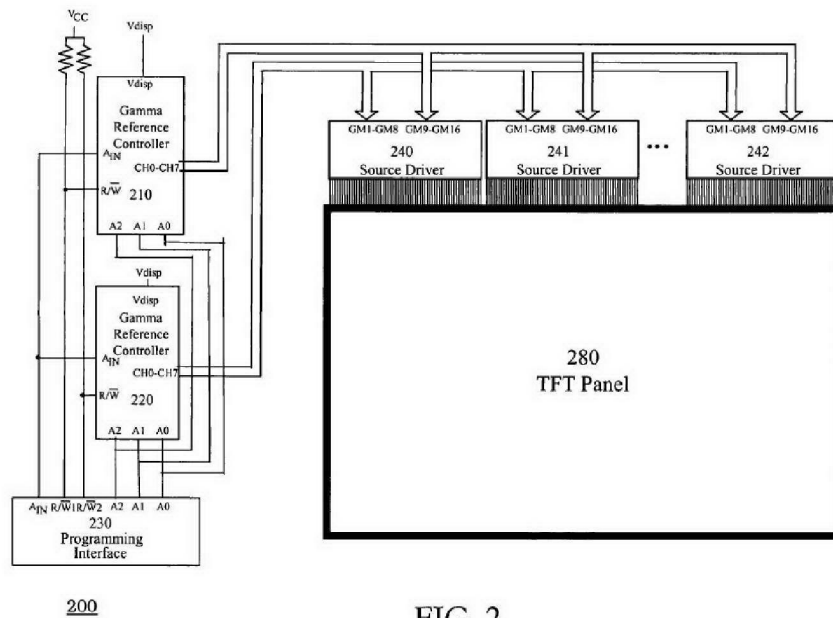 VCC
Vdisp
Vdisp
Gamma
Reference
Controller
AIN
CH0-CH7
R/W̅
210
A2 A1 A0
Vdisp
Vdisp
Gamma
Reference
Controller
AIN
CH0-CH7
R/W̅
220
A2 A1 A0
AIN R/W̅1 R/W̅2 A2 A1 A0
230
Programming
Interface
GM1-GM8 GM9-GM16
240
Source Driver
GM1-GM8 GM9-GM16
241
Source Driver
...
GM1-GM8 GM9-GM16
242
Source Driver
280
TFT Panel
200
FIG. 2